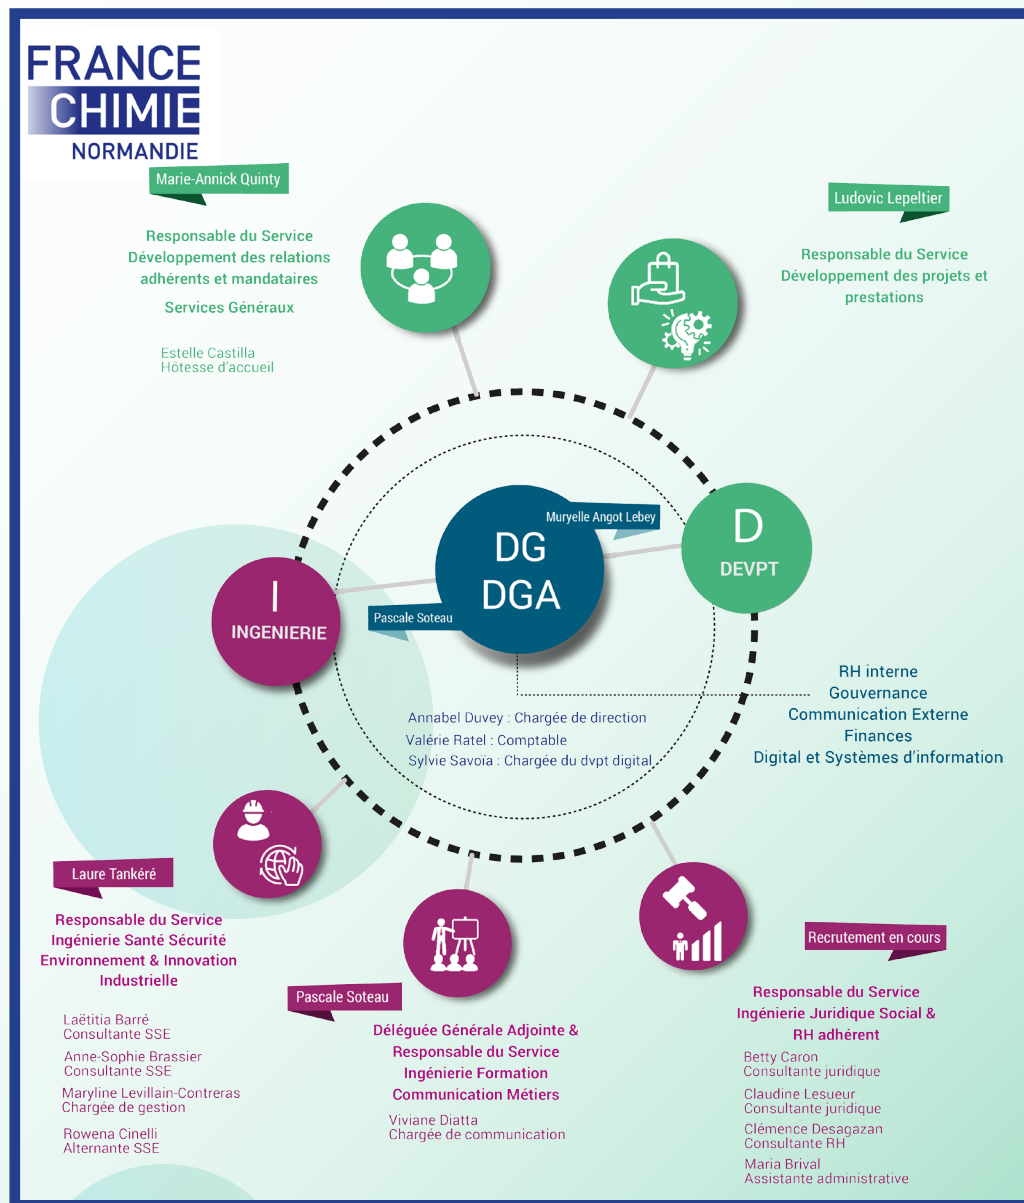 FRANCE
CHIMIE
NORMANDIE
Marie-Annick Quinty
Responsable du Service
Développement des relations
adhérents et mandataires
Services Généraux
Estelle Castilla
Hôtesse d'accueil
Ludovic Lepeltier
Responsable du Service
Développement des projets et
prestations
Muryelle Angot Lebey
DG
DGA
Pascale Soteau
D
DEVPT
I
INGENIERIE
RH interne
Gouvernance
Communication Externe
Finances
Digital et Systèmes d'information
Annabel Duvey : Chargée de direction
Valérie Ratel : Comptable
Sylvie Savoïa : Chargée du dvpt digital
Laure Tankéré
Responsable du Service
Ingénierie Santé Sécurité
Environnement & Innovation
Industrielle
Laëtitia Barré
Consultante SSE
Anne-Sophie Brassier
Consultante SSE
Maryline Levillain-Contreras
Chargée de gestion
Rowena Cinelli
Alternante SSE
Pascale Soteau
Déléguée Générale Adjointe &
Responsable du Service
Ingénierie Formation
Communication Métiers
Viviane Diatta
Chargée de communication
Recrutement en cours
Responsable du Service
Ingénierie Juridique Social &
RH adhérent
Betty Caron
Consultante juridique
Claudine Lesueur
Consultante juridique
Clémence Desagazan
Consultante RH
Maria Brival
Assistante administrative